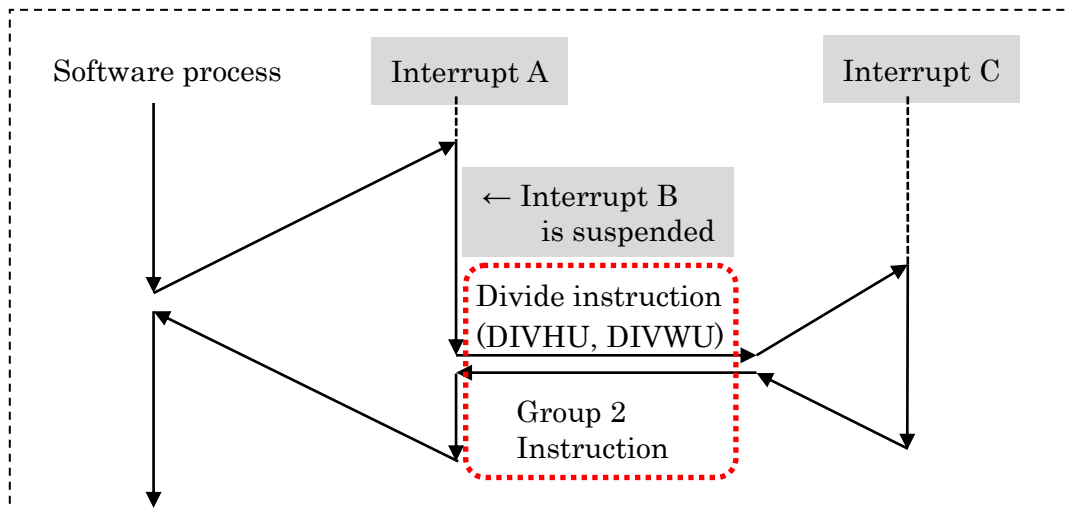 Software process
Interrupt A
Interrupt C
← Interrupt B
is suspended
Divide instruction
(DIVHU, DIVWU)
Group 2
Instruction